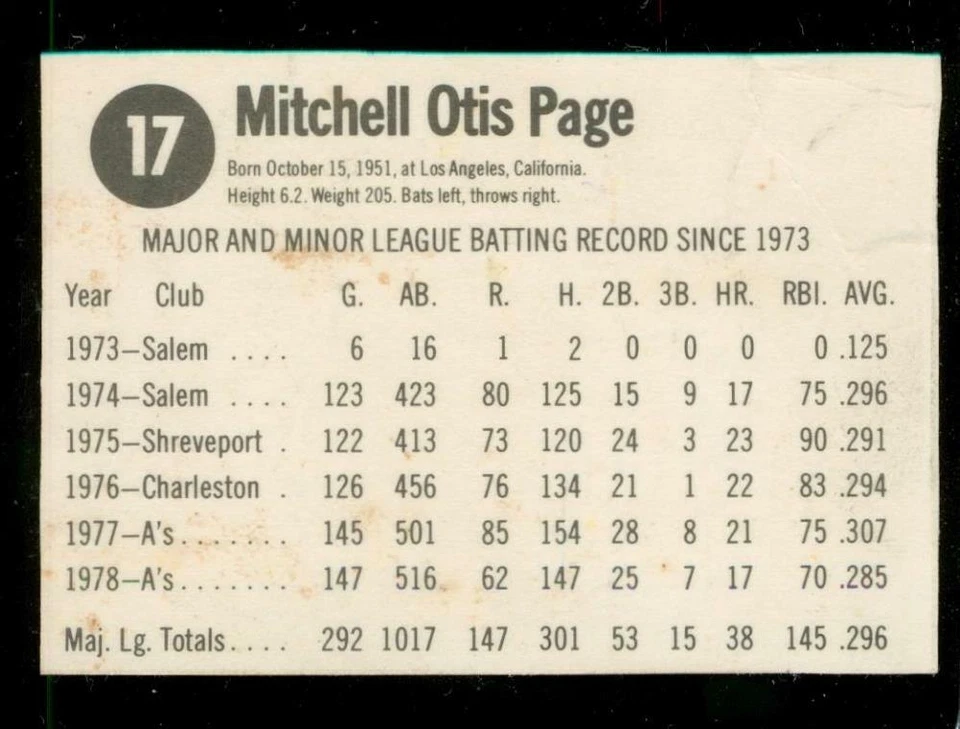 17
Mitchell Otis Page
Born October 15, 1951, at Los Angeles, California.
Height 6.2. Weight 205. Bats left, throws right.
MAJOR AND MINOR LEAGUE BATTING RECORD SINCE 1973
Year Club G. AB. R. H. 2B. 3B. HR. RBI. AVG.
1973–Salem .... 6 16 1 2 0 0 0 0 .125
1974–Salem .... 123 423 80 125 15 9 17 75 .296
1975–Shreveport . 122 413 73 120 24 3 23 90 .291
1976–Charleston . 126 456 76 134 21 1 22 83 .294
1977–A's....... 145 501 85 154 28 8 21 75 .307
1978–A's....... 147 516 62 147 25 7 17 70 .285
Maj. Lg. Totals.... 292 1017 147 301 53 15 38 145 .296